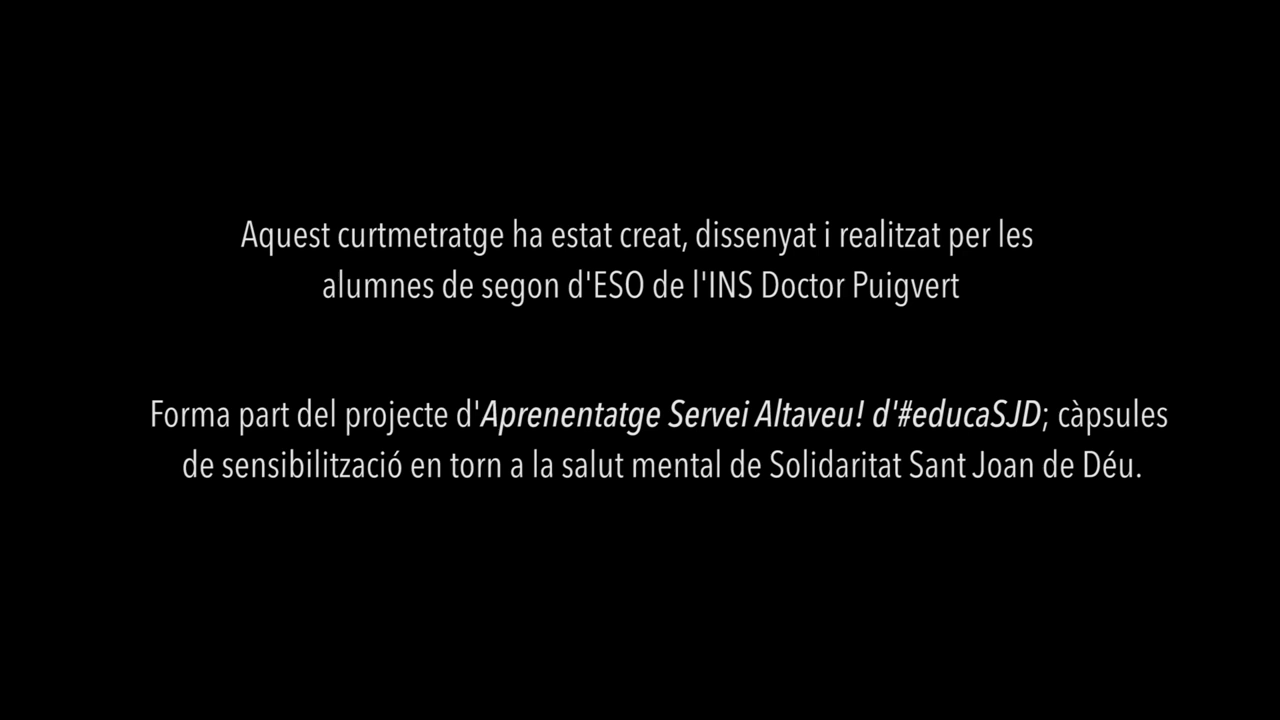 Aquest curtmetratge ha estat creat, dissenyat i realitzat per les
alumnes de segon d'ESO de l'INS Doctor Puigvert
Forma part del projecte d'Aprenentatge Servei Altaveu! d'#educaSJD; càpsules
de sensibilització en torn a la salut mental de Solidaritat Sant Joan de Déu.